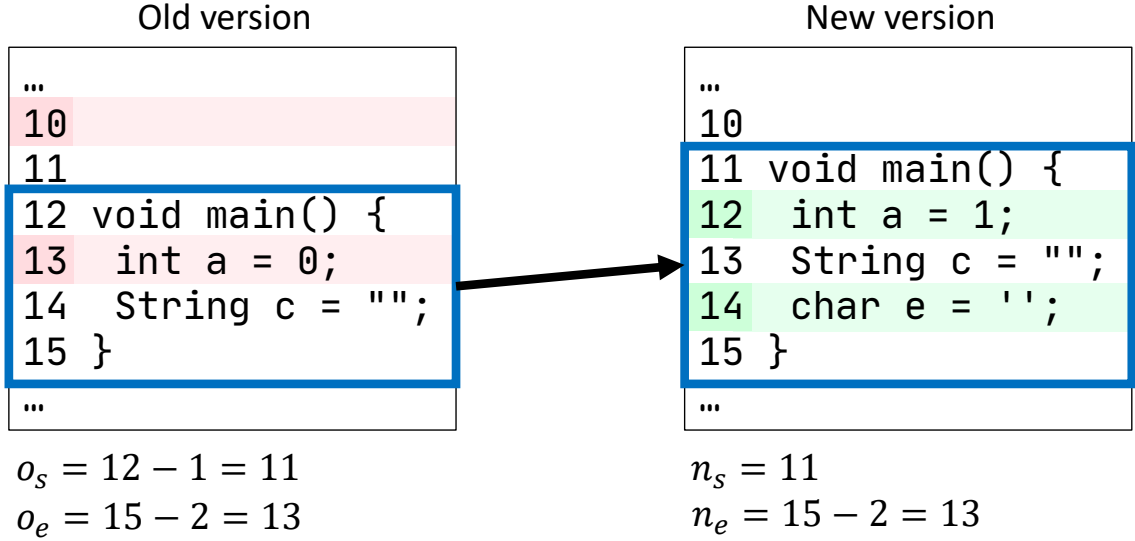 Old version
…
10
11
12 void main() {
13 int a = 0;
14 String c = "";
15 }
…
o_s = 12 − 1 = 11
o_e = 15 − 2 = 13
New version
…
10
11 void main() {
12 int a = 1;
13 String c = "";
14 char e = '';
15 }
…
n_s = 11
n_e = 15 − 2 = 13